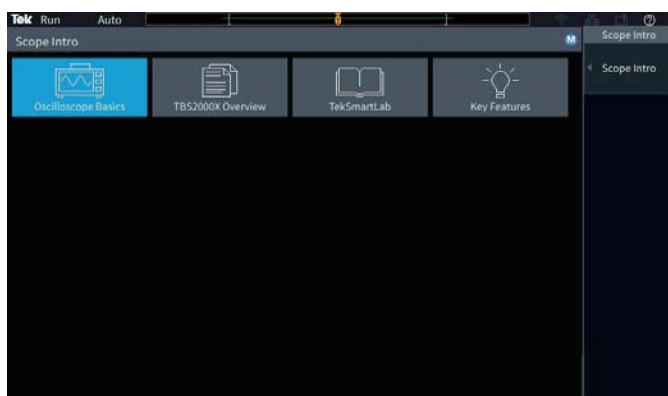 Tek Run Auto
Scope Intro
M
Scope Intro
Scope Intro
Oscilloscope Basics
TBS2000X Overview
TekSmartLab
Key Features